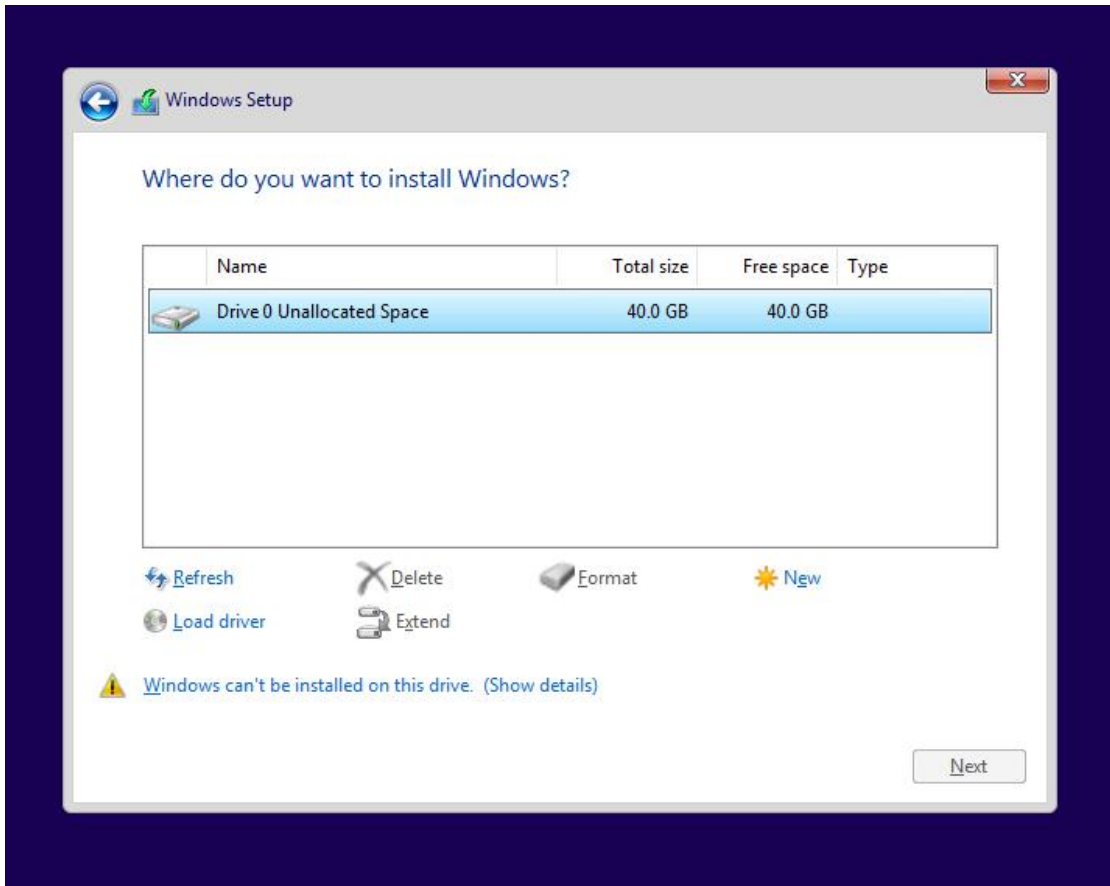 Windows Setup
X
Where do you want to install Windows?
Name Total size Free space Type
Drive 0 Unallocated Space 40.0 GB 40.0 GB
Refresh Delete Format New
Load driver Extend
Windows can't be installed on this drive. (Show details)
Next